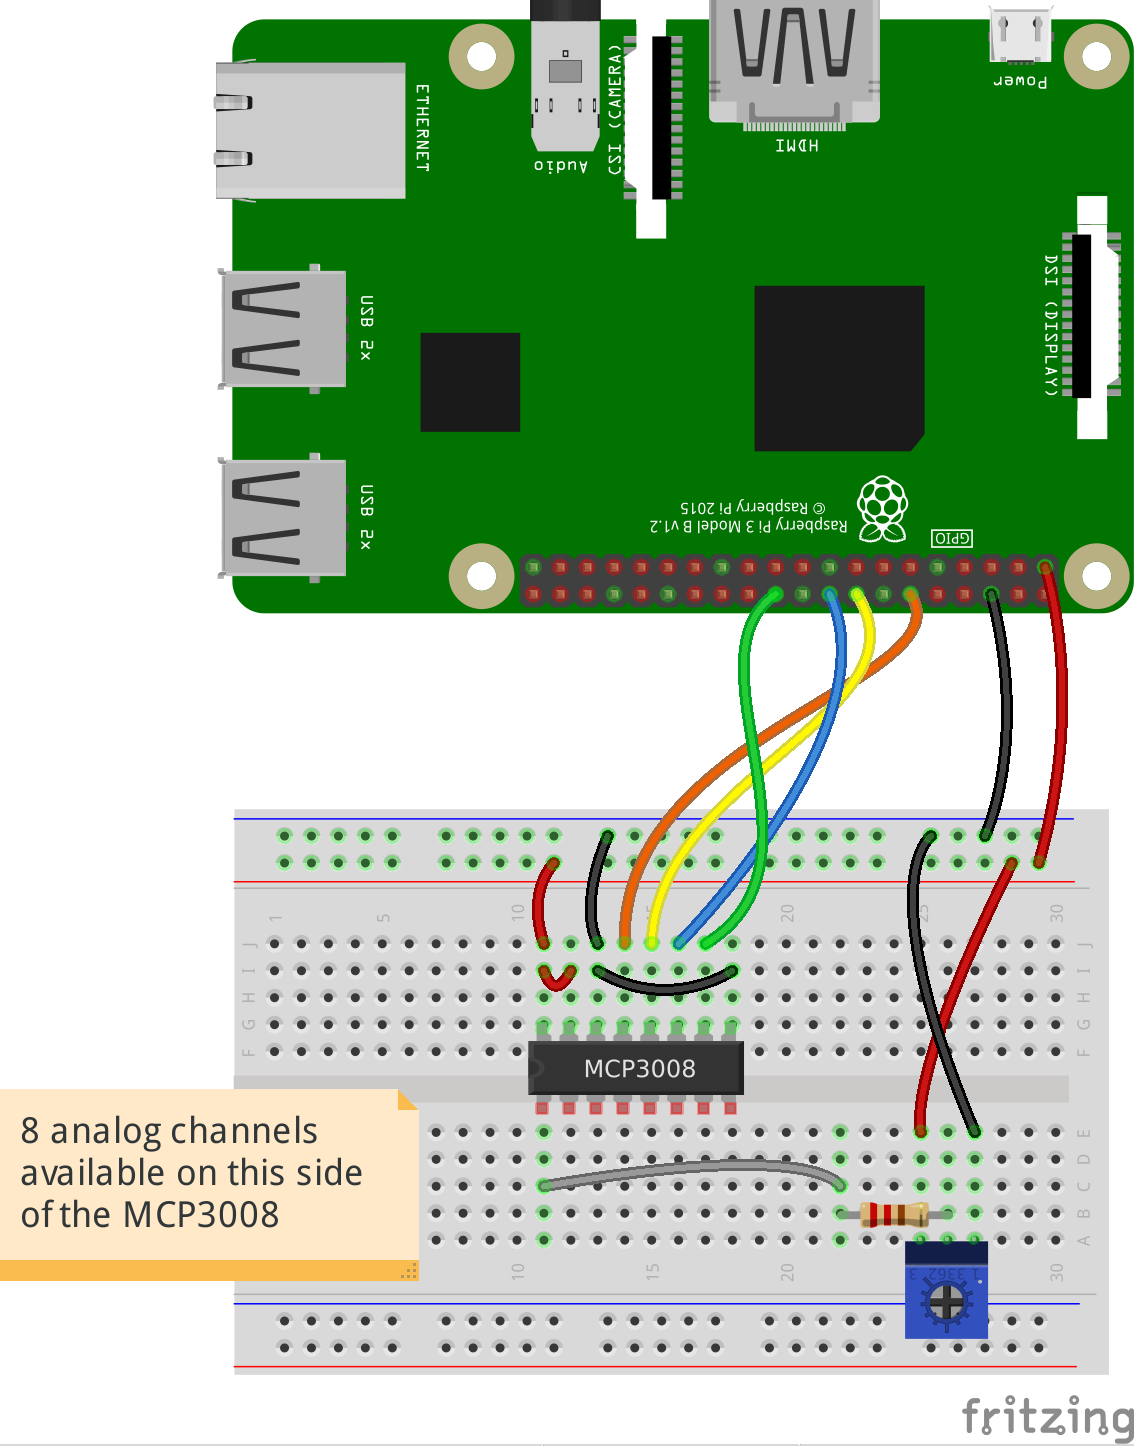 Power
ETHERNET
CSI (CAMERA)
HDMI
Audio
DSI (DISPLAY)
USB 2x
USB 2x
© Raspberry Pi 2015
Raspberry Pi 3 Model B v1.2
GPIO
1 5 10 15 20 25 30
J J
I I
H H
G G
F F
MCP3008
8 analog channels
available on this side
of the MCP3008
E
D
C
B
A
3362
10 15 20 30
fritzing